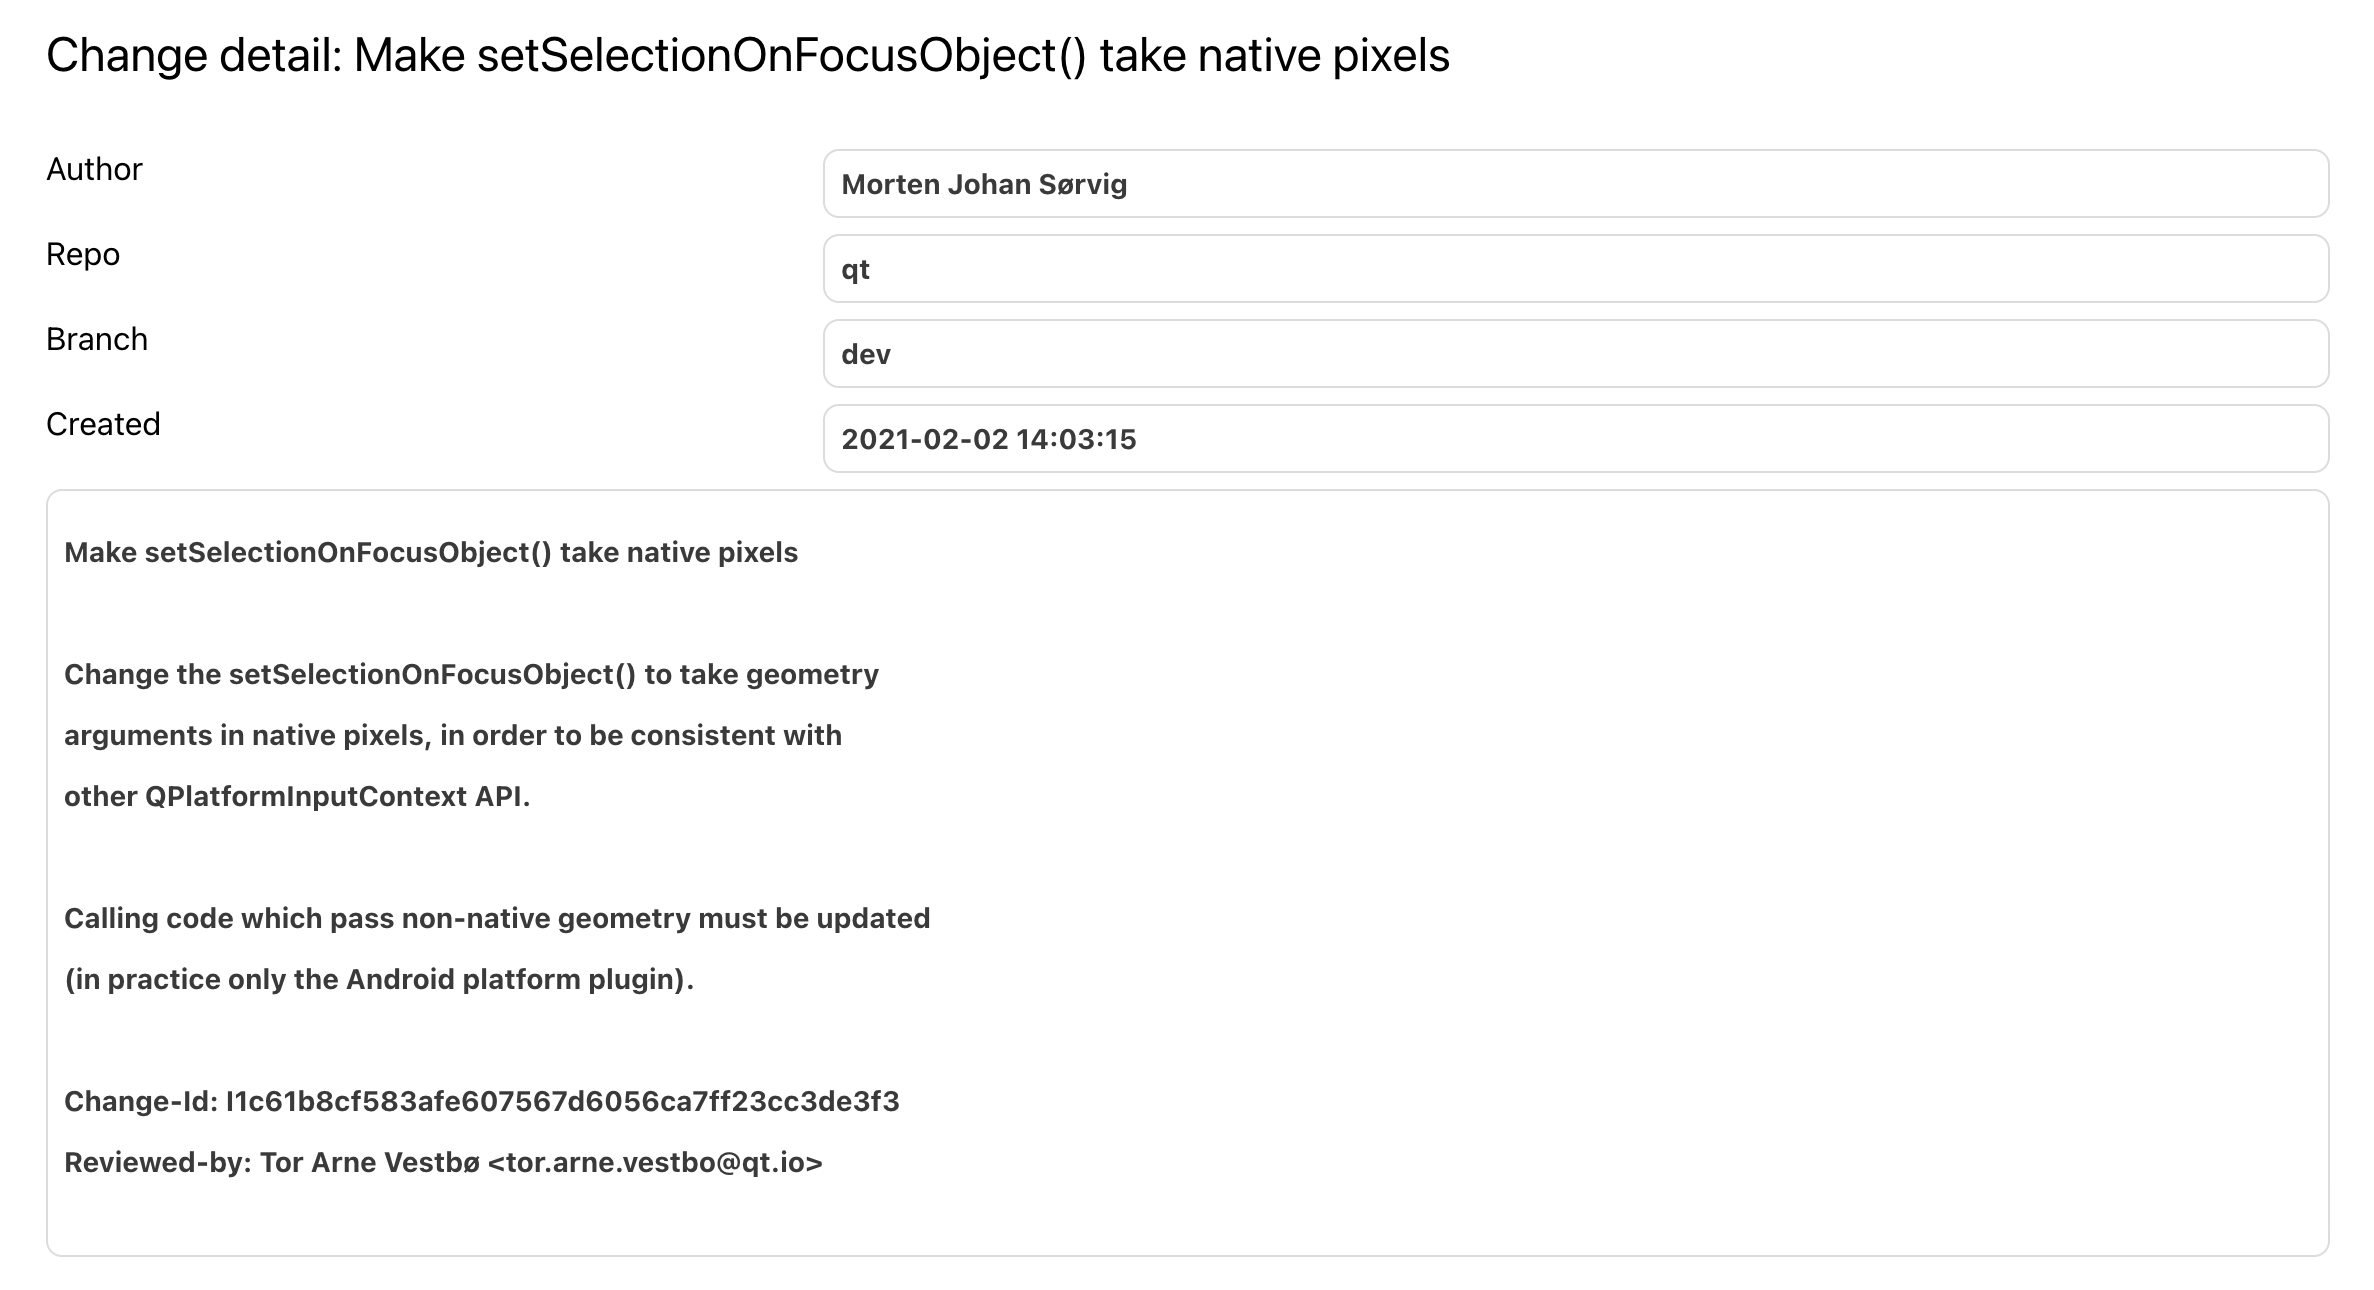 Change detail: Make setSelectionOnFocusObject() take native pixels
Author
Morten Johan Sørvig
Repo
qt
Branch
dev
Created
2021-02-02 14:03:15
Make setSelectionOnFocusObject() take native pixels
Change the setSelectionOnFocusObject() to take geometry
arguments in native pixels, in order to be consistent with
other QPlatformInputContext API.
Calling code which pass non-native geometry must be updated
(in practice only the Android platform plugin).
Change-Id: I1c61b8cf583afe607567d6056ca7ff23cc3de3f3
Reviewed-by: Tor Arne Vestbø <tor.arne.vestbo@qt.io>